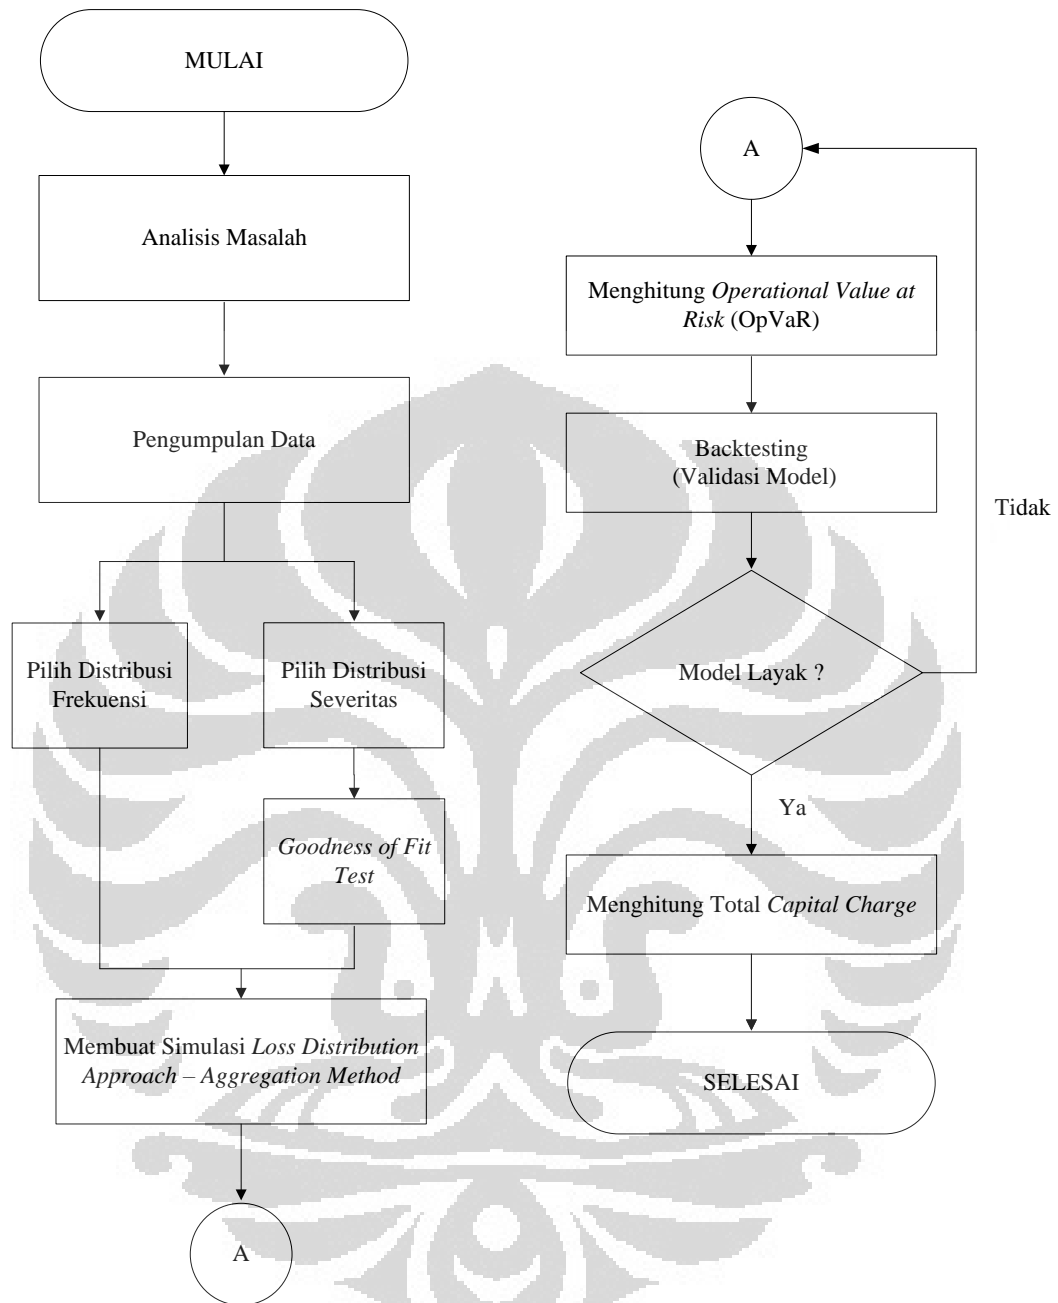 MULAI
Analisis Masalah
Pengumpulan Data
Pilih Distribusi
Frekuensi
Pilih Distribusi
Severitas
Goodness of Fit
Test
Membuat Simulasi Loss Distribution
Approach – Aggregation Method
A
A
Menghitung Operational Value at
Risk (OpVaR)
Backtesting
(Validasi Model)
Tidak
Model Layak ?
Ya
Menghitung Total Capital Charge
SELESAI